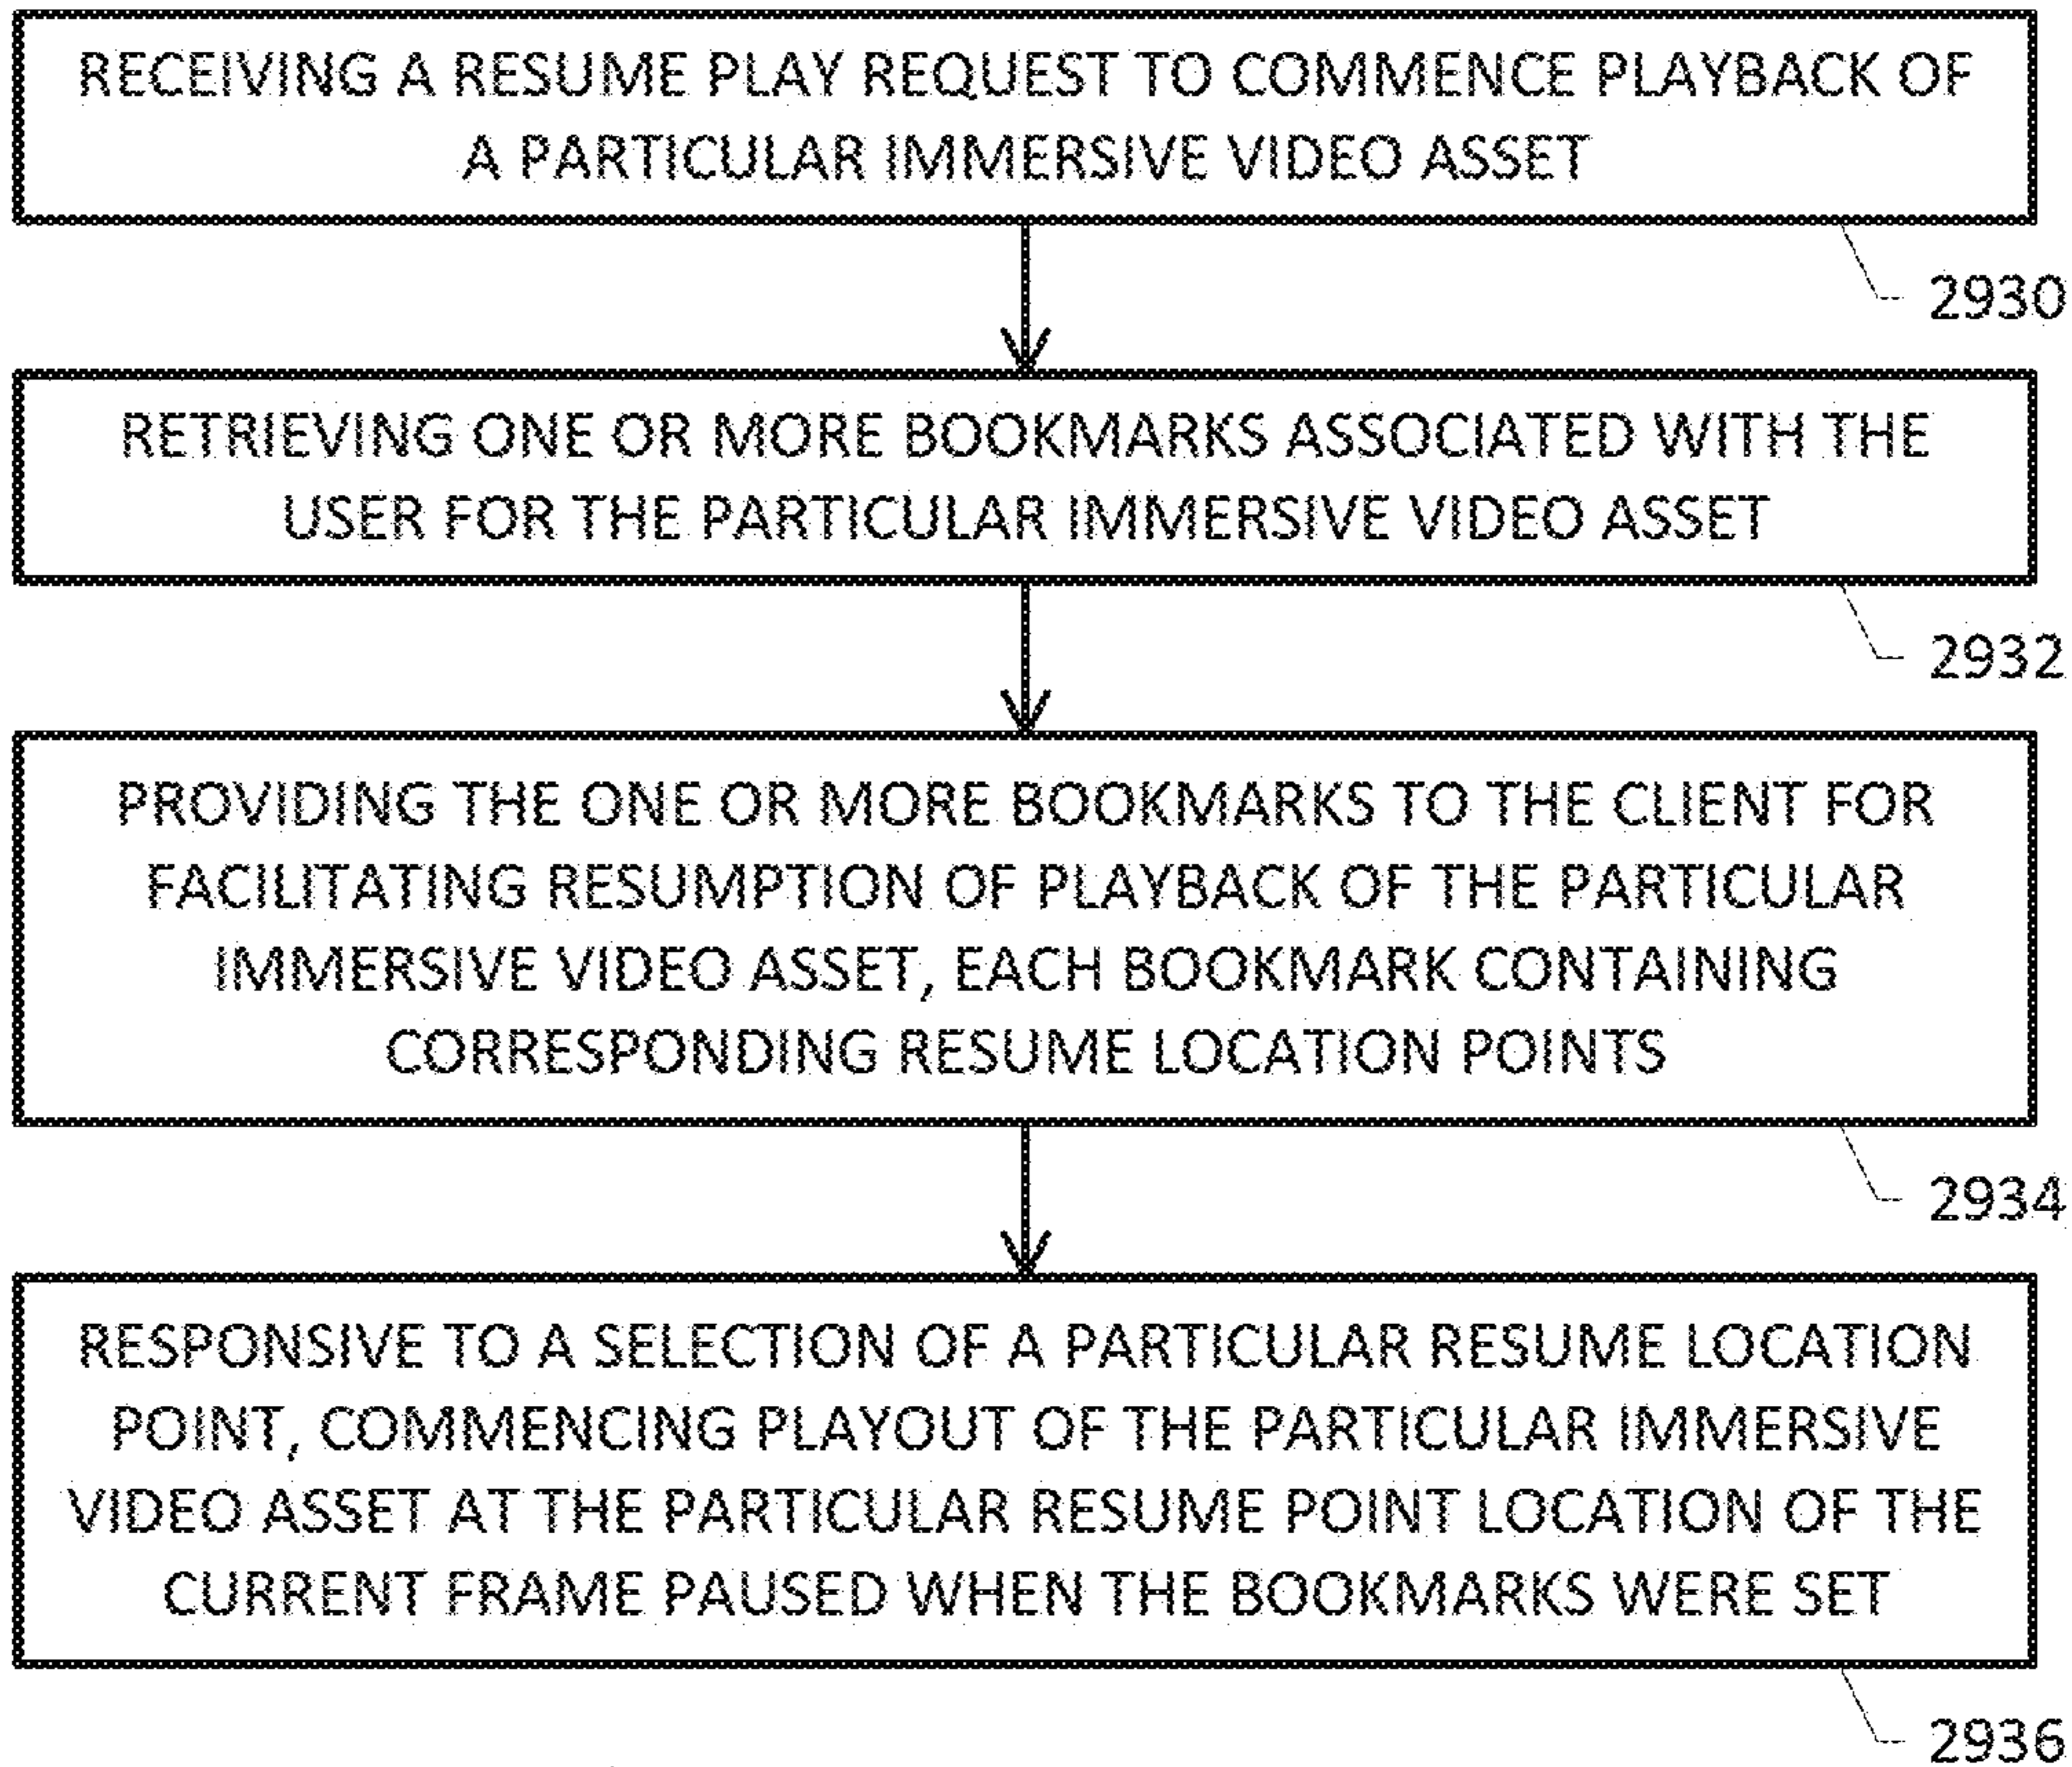 RECEIVING A RESUME PLAY REQUEST TO COMMENCE PLAYBACK OF
A PARTICULAR IMMERSIVE VIDEO ASSET
2930
RETRIEVING ONE OR MORE BOOKMARKS ASSOCIATED WITH THE
USER FOR THE PARTICULAR IMMERSIVE VIDEO ASSET
2932
PROVIDING THE ONE OR MORE BOOKMARKS TO THE CLIENT FOR
FACILITATING RESUMPTION OF PLAYBACK OF THE PARTICULAR
IMMERSIVE VIDEO ASSET, EACH BOOKMARK CONTAINING
CORRESPONDING RESUME LOCATION POINTS
2934
RESPONSIVE TO A SELECTION OF A PARTICULAR RESUME LOCATION
POINT, COMMENCING PLAYOUT OF THE PARTICULAR IMMERSIVE
VIDEO ASSET AT THE PARTICULAR RESUME POINT LOCATION OF THE
CURRENT FRAME PAUSED WHEN THE BOOKMARKS WERE SET
2936